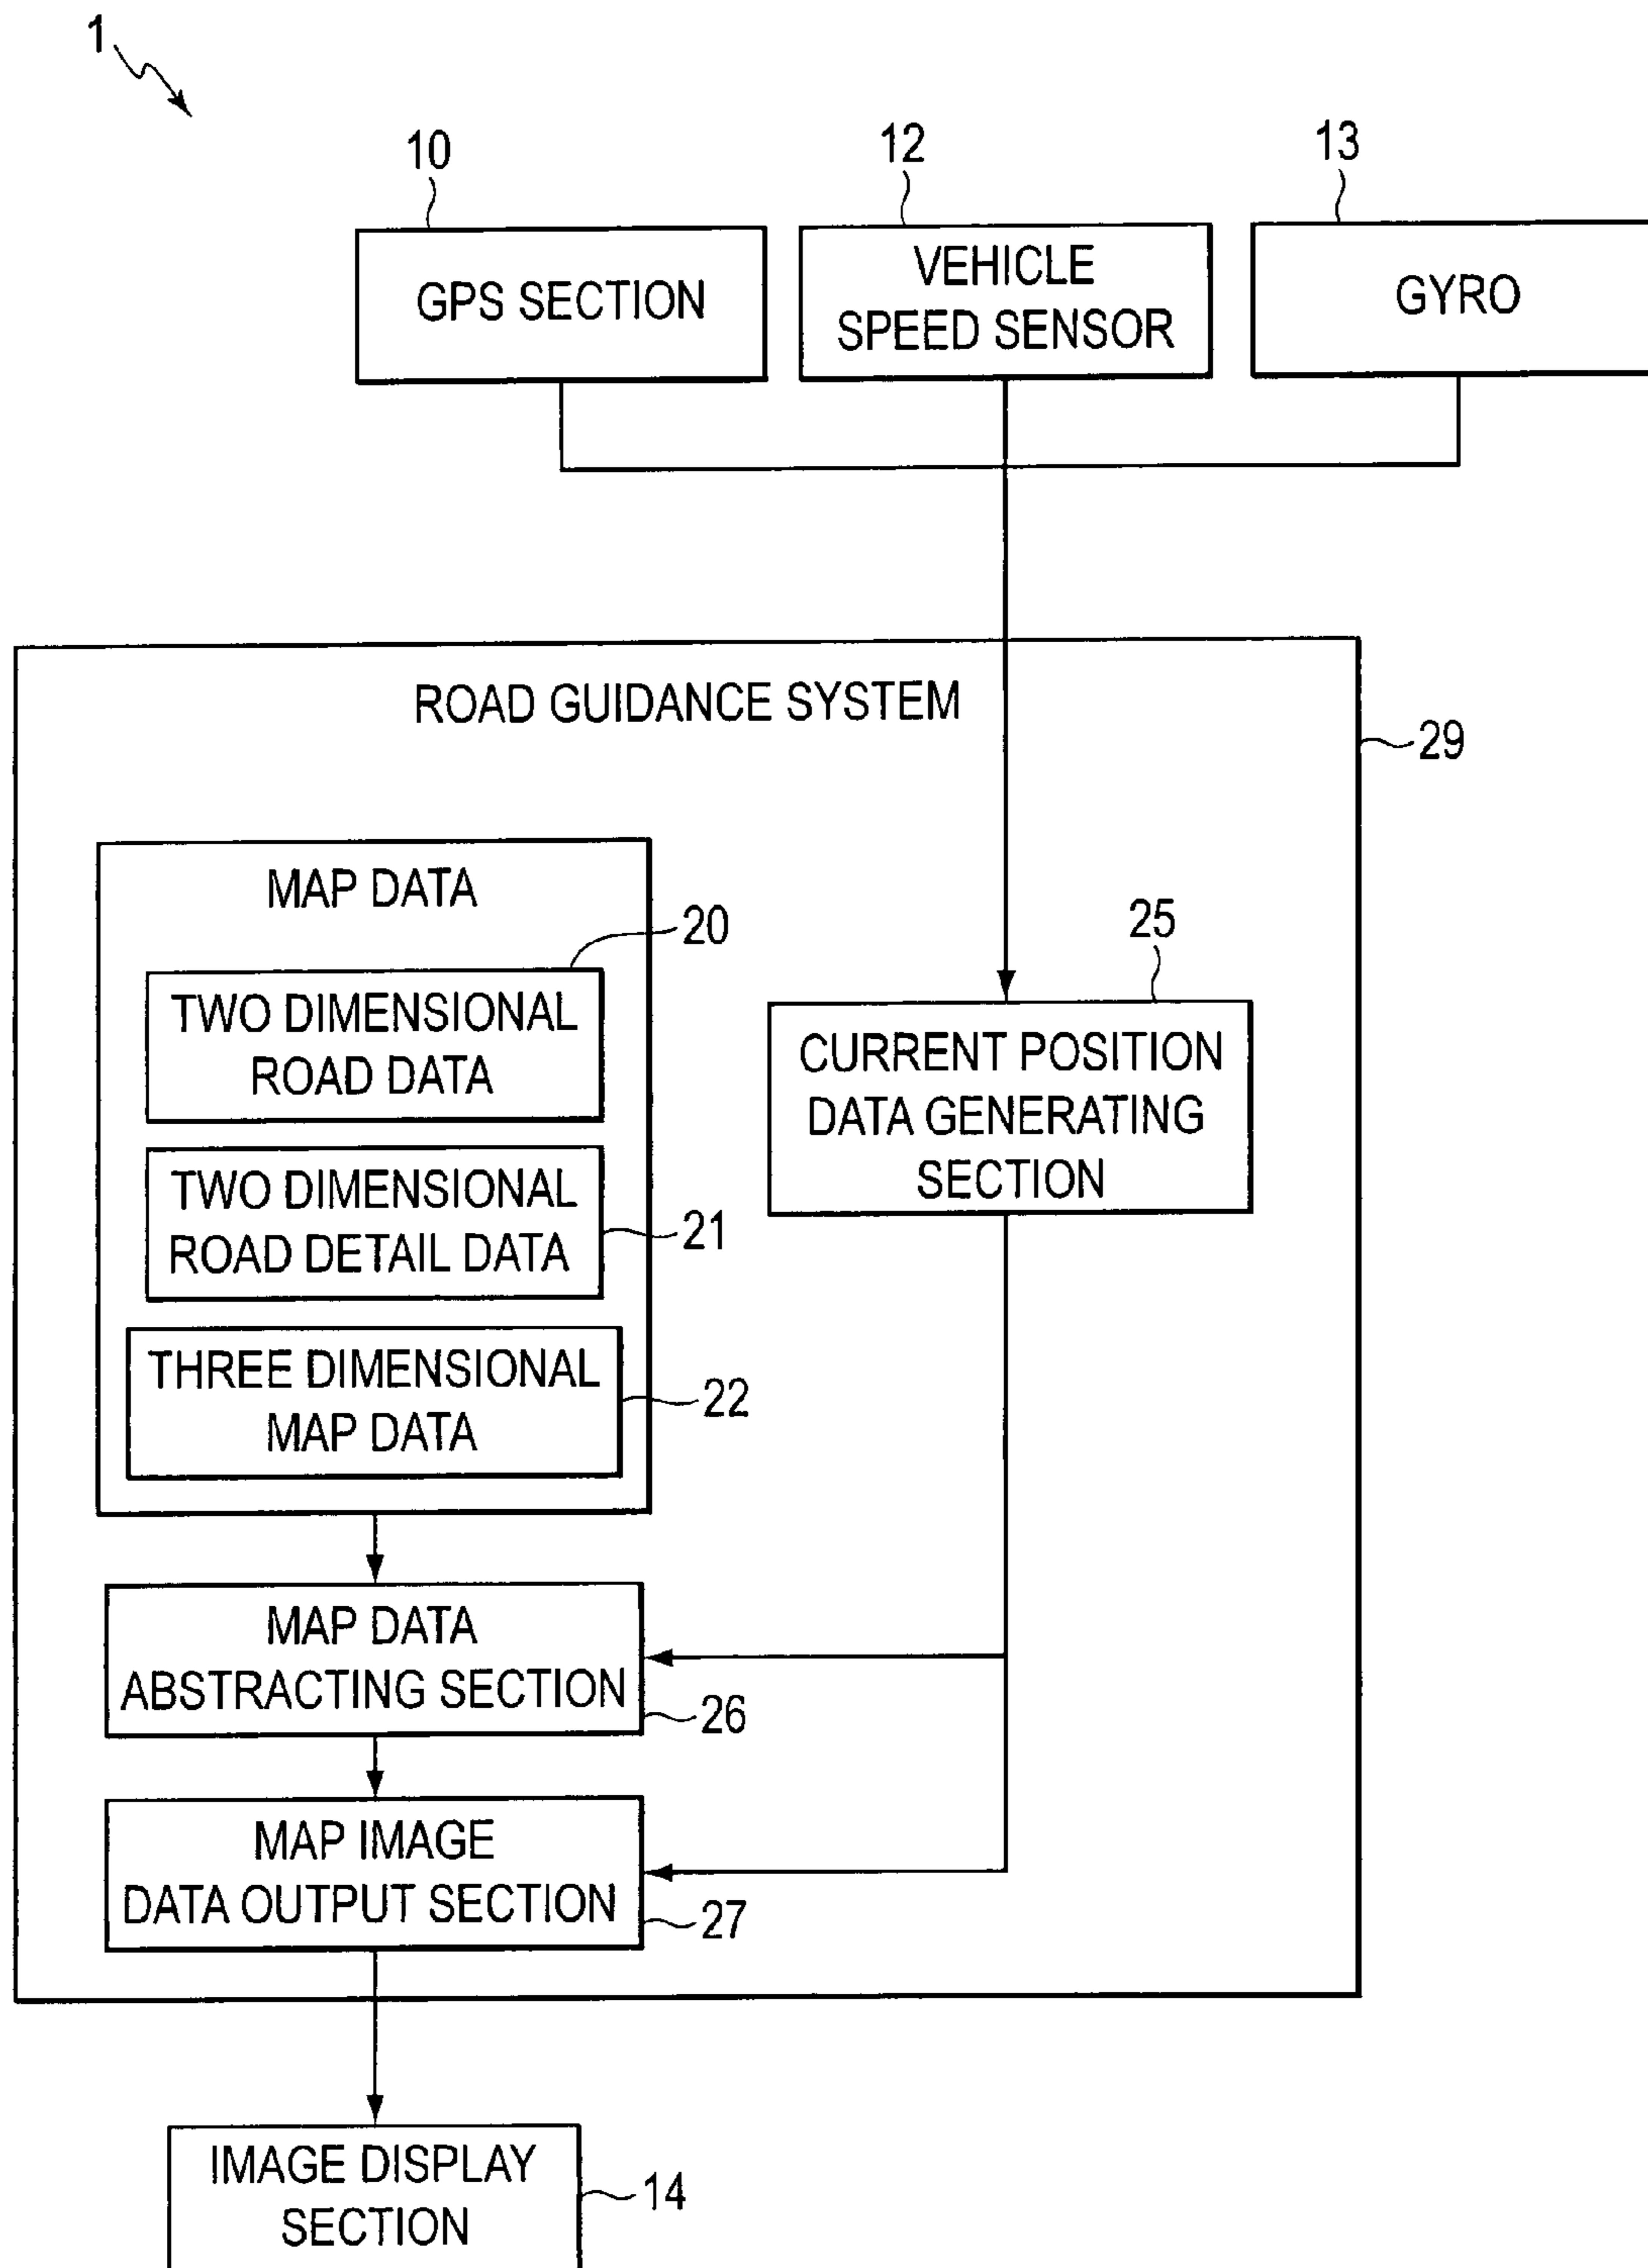 1
10
12
13
GPS SECTION
VEHICLE
SPEED SENSOR
GYRO
ROAD GUIDANCE SYSTEM
29
MAP DATA
20
TWO DIMENSIONAL
ROAD DATA
25
CURRENT POSITION
DATA GENERATING
SECTION
TWO DIMENSIONAL
ROAD DETAIL DATA
21
THREE DIMENSIONAL
MAP DATA
22
MAP DATA
ABSTRACTING SECTION
26
MAP IMAGE
DATA OUTPUT SECTION
27
IMAGE DISPLAY
SECTION
14